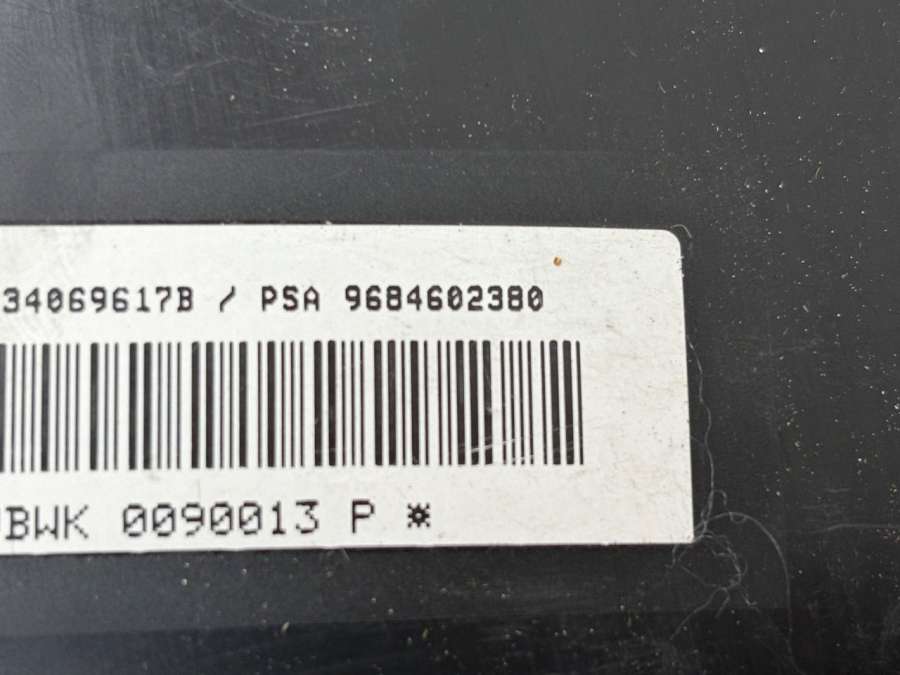 34069617B / PSA 9684602380
BWK 0090013 P *